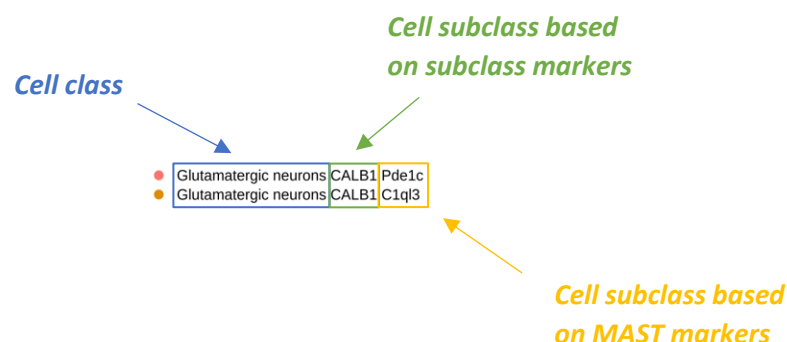 Cell subclass based
on subclass markers
Cell class
Glutamatergic neurons CALB1 Pde1c
Glutamatergic neurons CALB1 C1ql3
Cell subclass based
on MAST markers